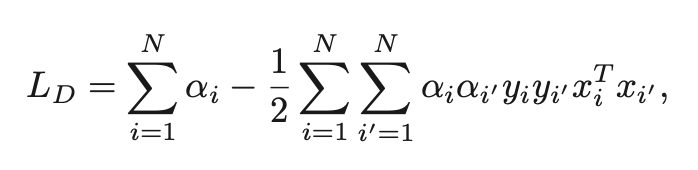 $L_D = \sum_{i=1}^{N} \alpha_i - \frac{1}{2} \sum_{i=1}^{N} \sum_{i'=1}^{N} \alpha_i \alpha_{i'} y_i y_{i'} x_i^T x_{i'},$